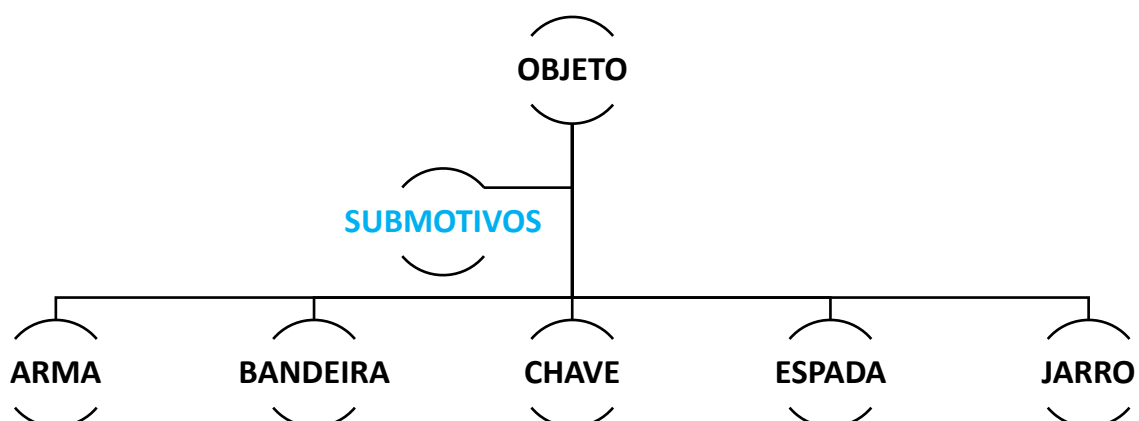 OBJETO
SUBMOTIVOS
ARMA
BANDEIRA
CHAVE
ESPADA
JARRO